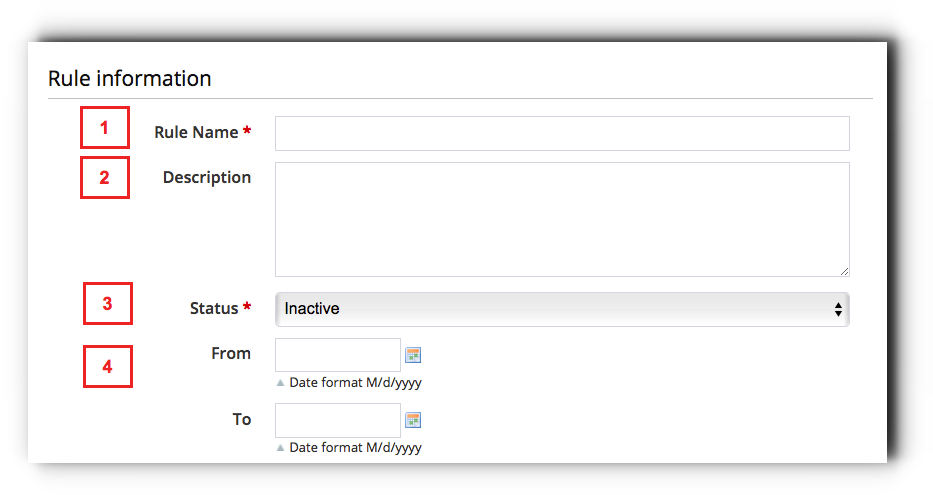 Rule information
1 Rule Name *
2 Description
3 Status * Inactive
4 From
Date format M/d/yyyy
To
Date format M/d/yyyy